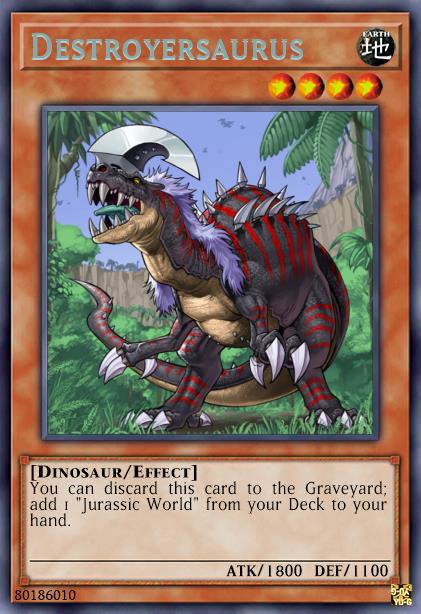 DESTROYERSAURUS
EARTH
地
[DINOSAUR/EFFECT]
You can discard this card to the Graveyard;
add 1 "Jurassic World" from your Deck to your
hand.
ATK/1800 DEF/1100
80186010